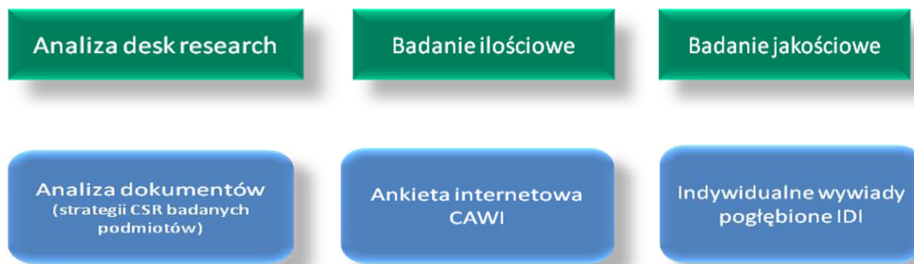 Analiza desk research
Badanie ilościowe
Badanie jakościowe
Analiza dokumentów
(strategii CSR badanych
podmiotów)
Ankieta internetowa
CAWI
Indywidualne wywiady
pogłębione IDI